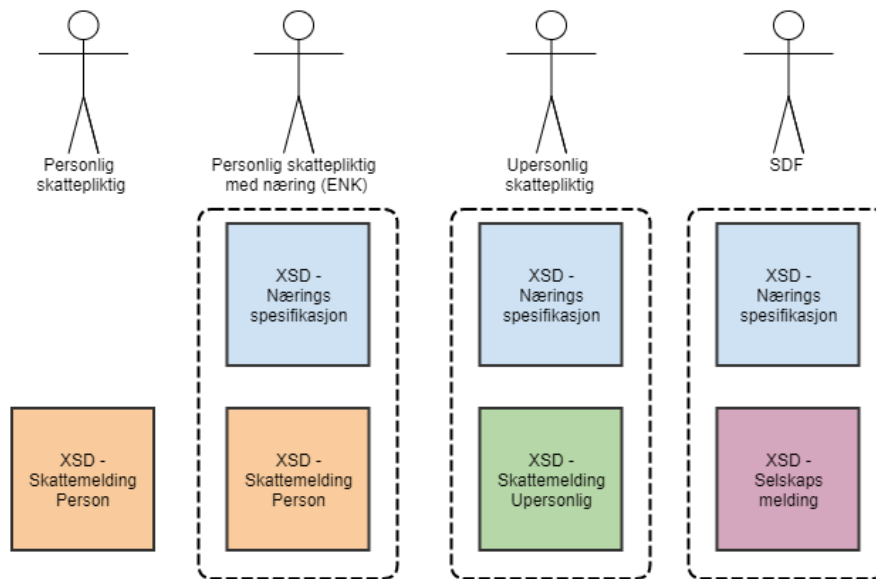 Personlig
skattepliktig
Personlig skattepliktig
med næring (ENK)
Upersonlig
skattepliktig
SDF
XSD -
Nærings
spesifikasjon
XSD -
Nærings
spesifikasjon
XSD -
Nærings
spesifikasjon
XSD -
Skattemelding
Person
XSD -
Skattemelding
Person
XSD -
Skattemelding
Upersonlig
XSD -
Selskaps
melding